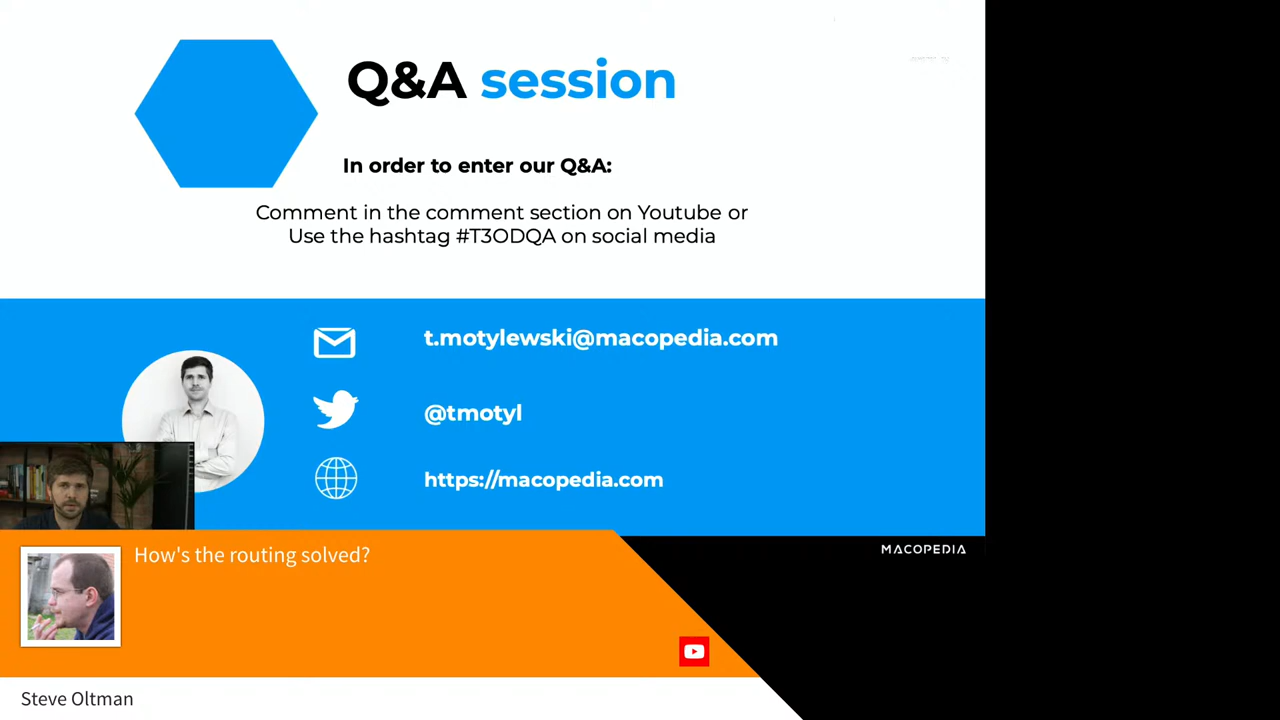 Q&A session
In order to enter our Q&A:
Comment in the comment section on Youtube or
Use the hashtag #T3ODQA on social media
t.motylewski@macopedia.com
@tmotyl
https://macopedia.com
MACOPEDIA
How's the routing solved?
Steve Oltman